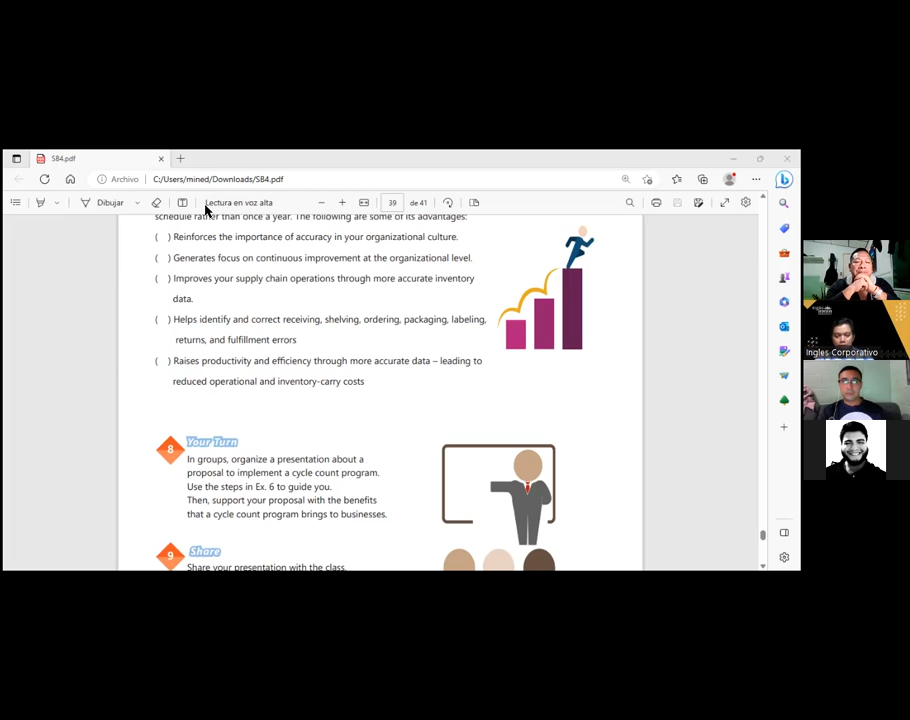 SB4.pdf
Archivo C:/Users/mined/Downloads/SB4.pdf
Dibujar Lectura en voz alta 39 de 41
schedule rather than once a year. The following are some of its advantages:
( ) Reinforces the importance of accuracy in your organizational culture.
( ) Generates focus on continuous improvement at the organizational level.
( ) Improves your supply chain operations through more accurate inventory
data.
( ) Helps identify and correct receiving, shelving, ordering, packaging, labeling,
returns, and fulfillment errors
( ) Raises productivity and efficiency through more accurate data – leading to
reduced operational and inventory-carry costs
8 Your Turn
In groups, organize a presentation about a
proposal to implement a cycle count program.
Use the steps in Ex. 6 to guide you.
Then, support your proposal with the benefits
that a cycle count program brings to businesses.
9 Share
Share your presentation with the class.
Ingles Corporativo